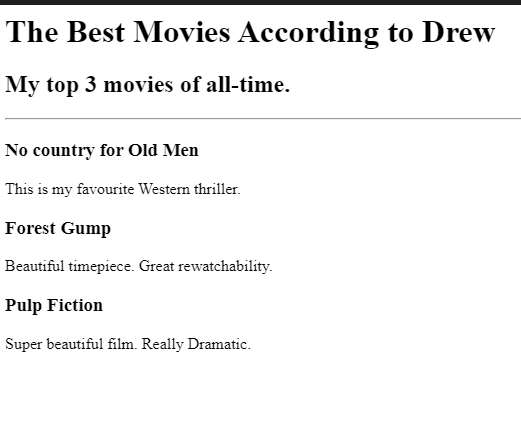 The Best Movies According to Drew
My top 3 movies of all-time.
No country for Old Men
This is my favourite Western thriller.
Forest Gump
Beautiful timepiece. Great rewatchability.
Pulp Fiction
Super beautiful film. Really Dramatic.